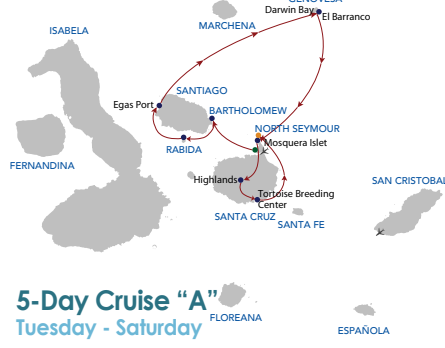 GENOVESA
Darwin Bay
El Barranco
MARCHENA
ISABELA
SANTIAGO
Egas Port
BARTHOLOMEW
NORTH SEYMOUR
Mosquera Islet
RABIDA
FERNANDINA
Highlands
SAN CRISTOBAL
Tortoise Breeding
Center
SANTA CRUZ
SANTA FE
5-Day Cruise “A”
Tuesday - Saturday
FLOREANA
ESPAÑOLA